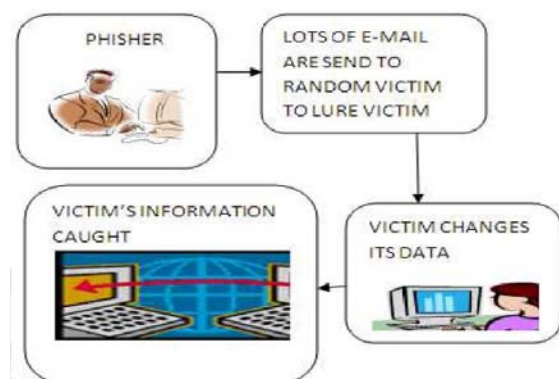 PHISHER
LOTS OF E-MAIL
ARE SEND TO
RANDOM VICTIM
TO LURE VICTIM
VICTIM CHANGES
ITS DATA
VICTIM'S INFORMATION
CAUGHT